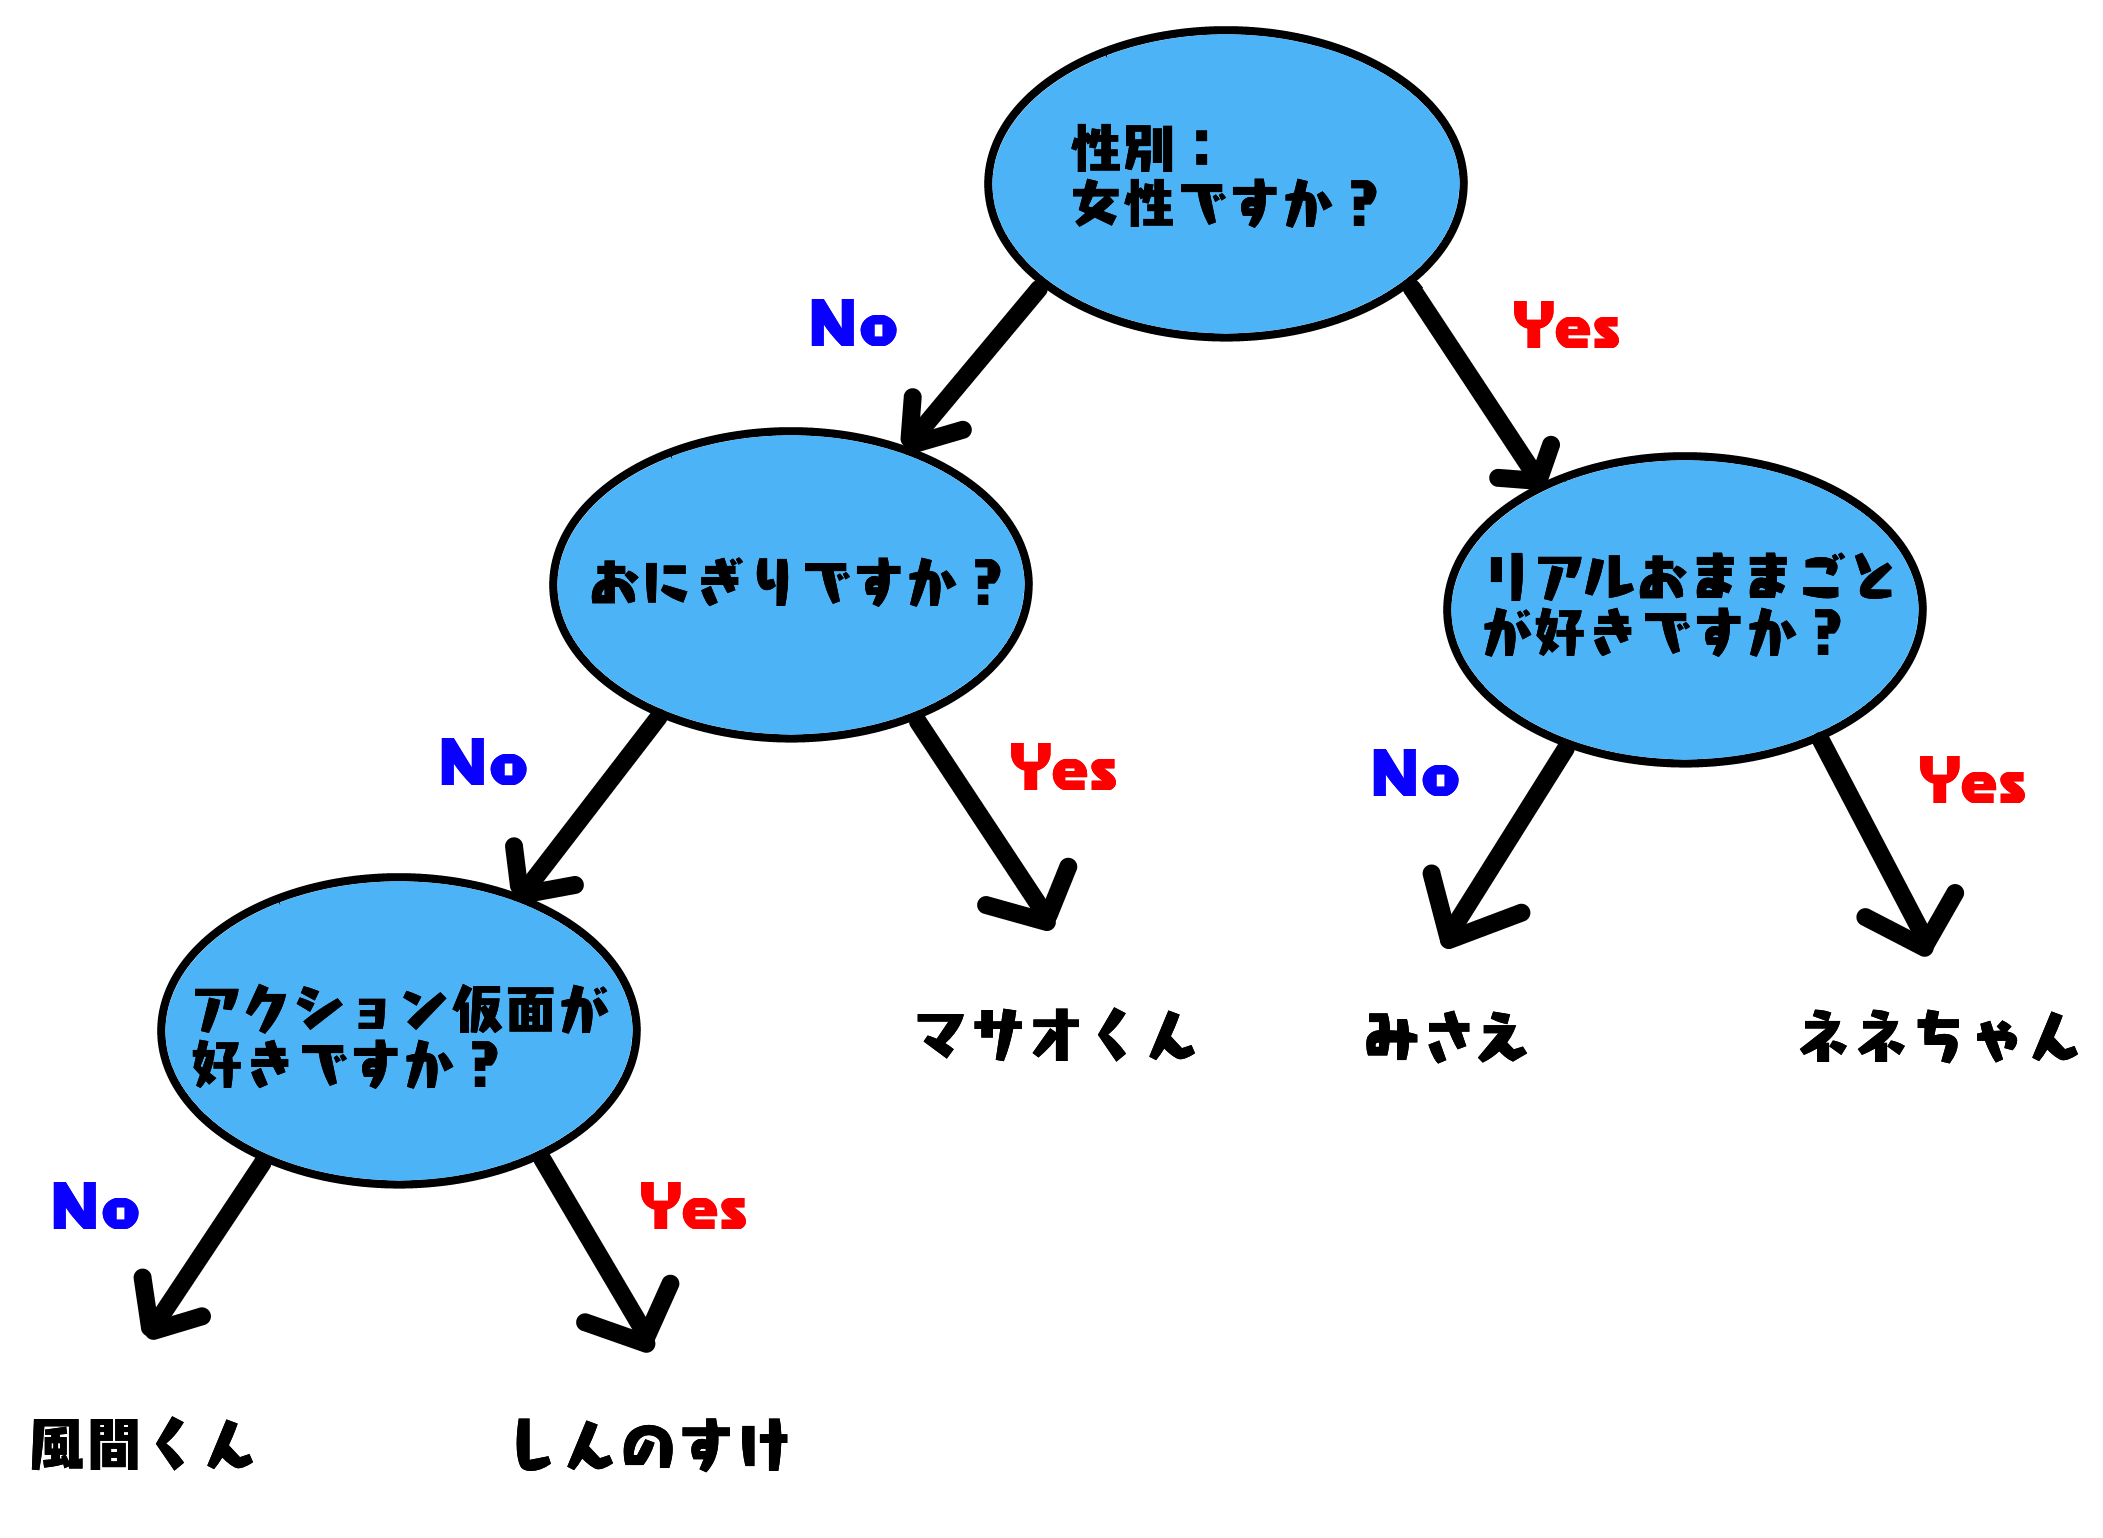 性別：
女性ですか？
No
Yes
おにぎりですか？
リアルおままごと
が好きですか？
No
Yes
No
Yes
アクション仮面が
好きですか？
マサオくん
みさえ
ネネちゃん
No
Yes
風間くん
しんのすけ